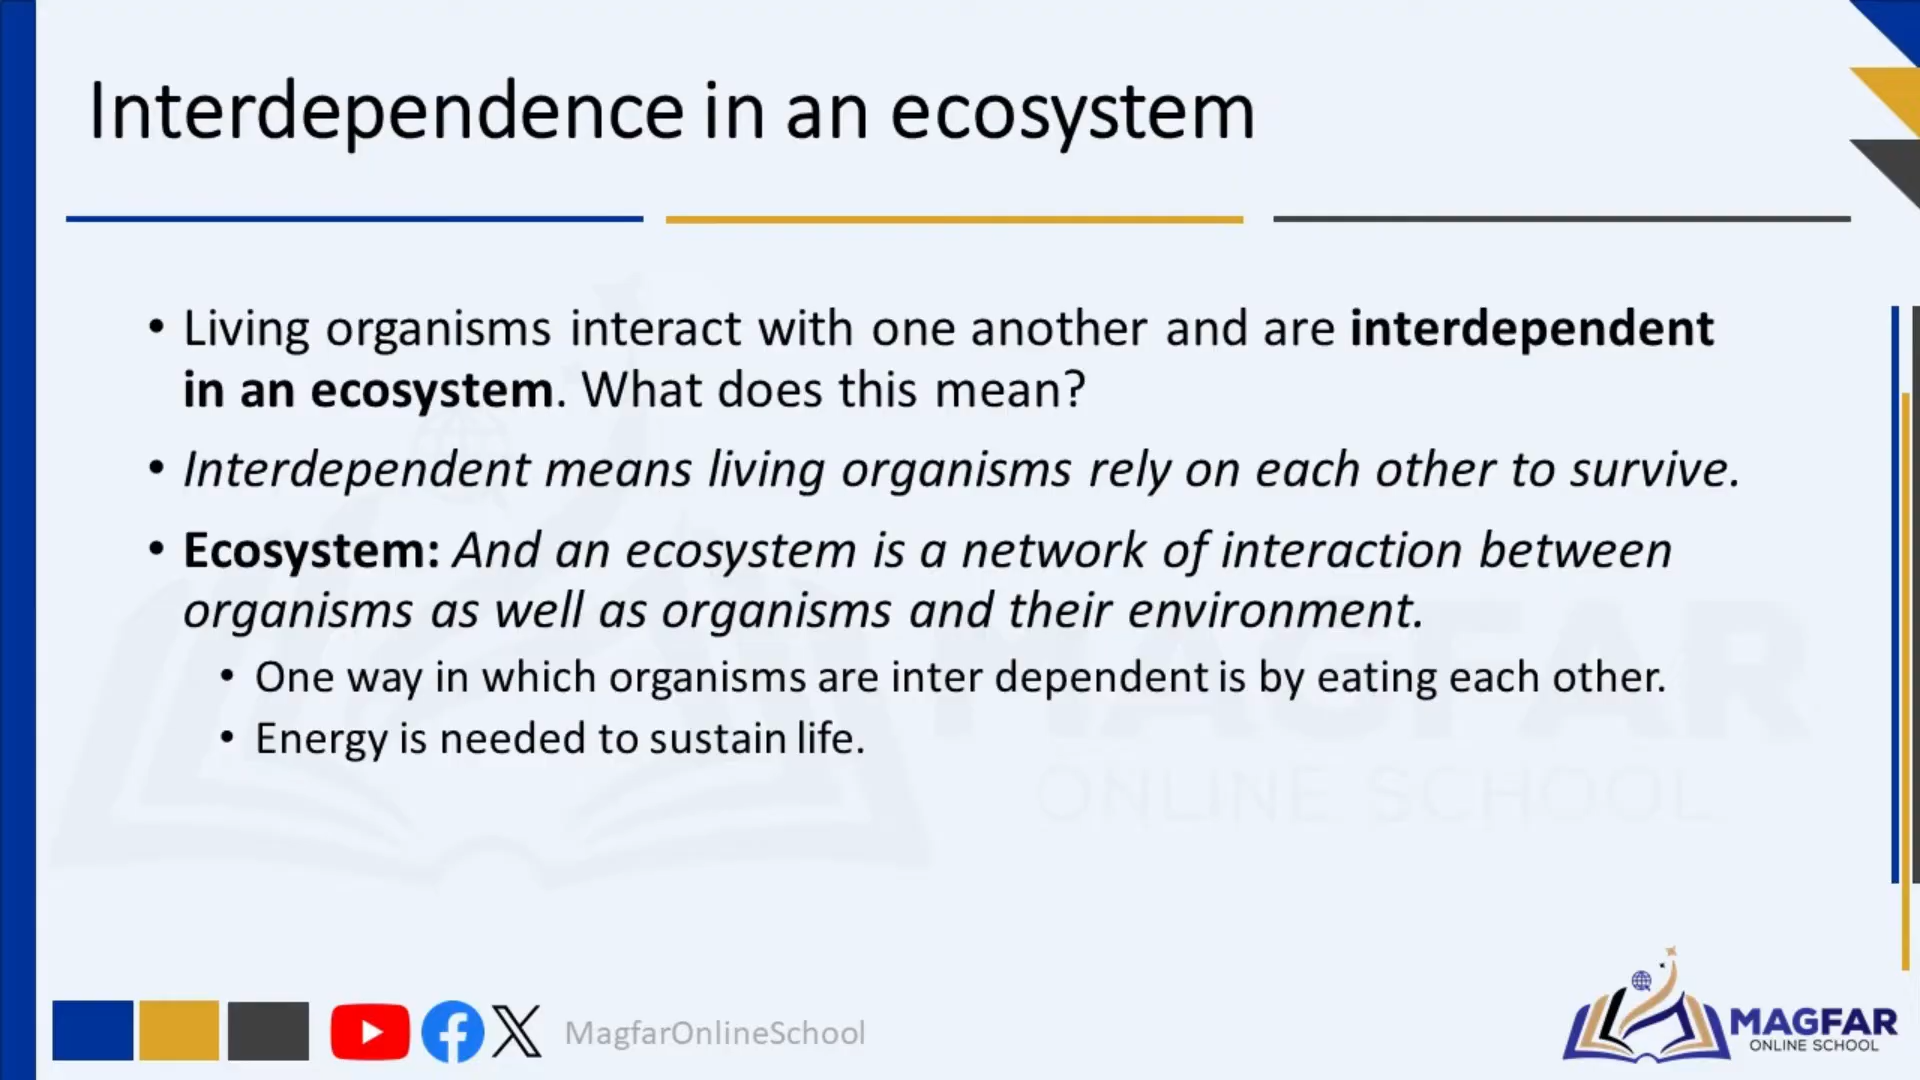 Interdependence in an ecosystem
• Living organisms interact with one another and are interdependent
in an ecosystem. What does this mean?
• Interdependent means living organisms rely on each other to survive.
• Ecosystem: And an ecosystem is a network of interaction between
organisms as well as organisms and their environment.
• One way in which organisms are inter dependent is by eating each other.
• Energy is needed to sustain life.
MAGFAR
ONLINE SCHOOL
MagfarOnlineSchool
MAGFAR
ONLINE SCHOOL